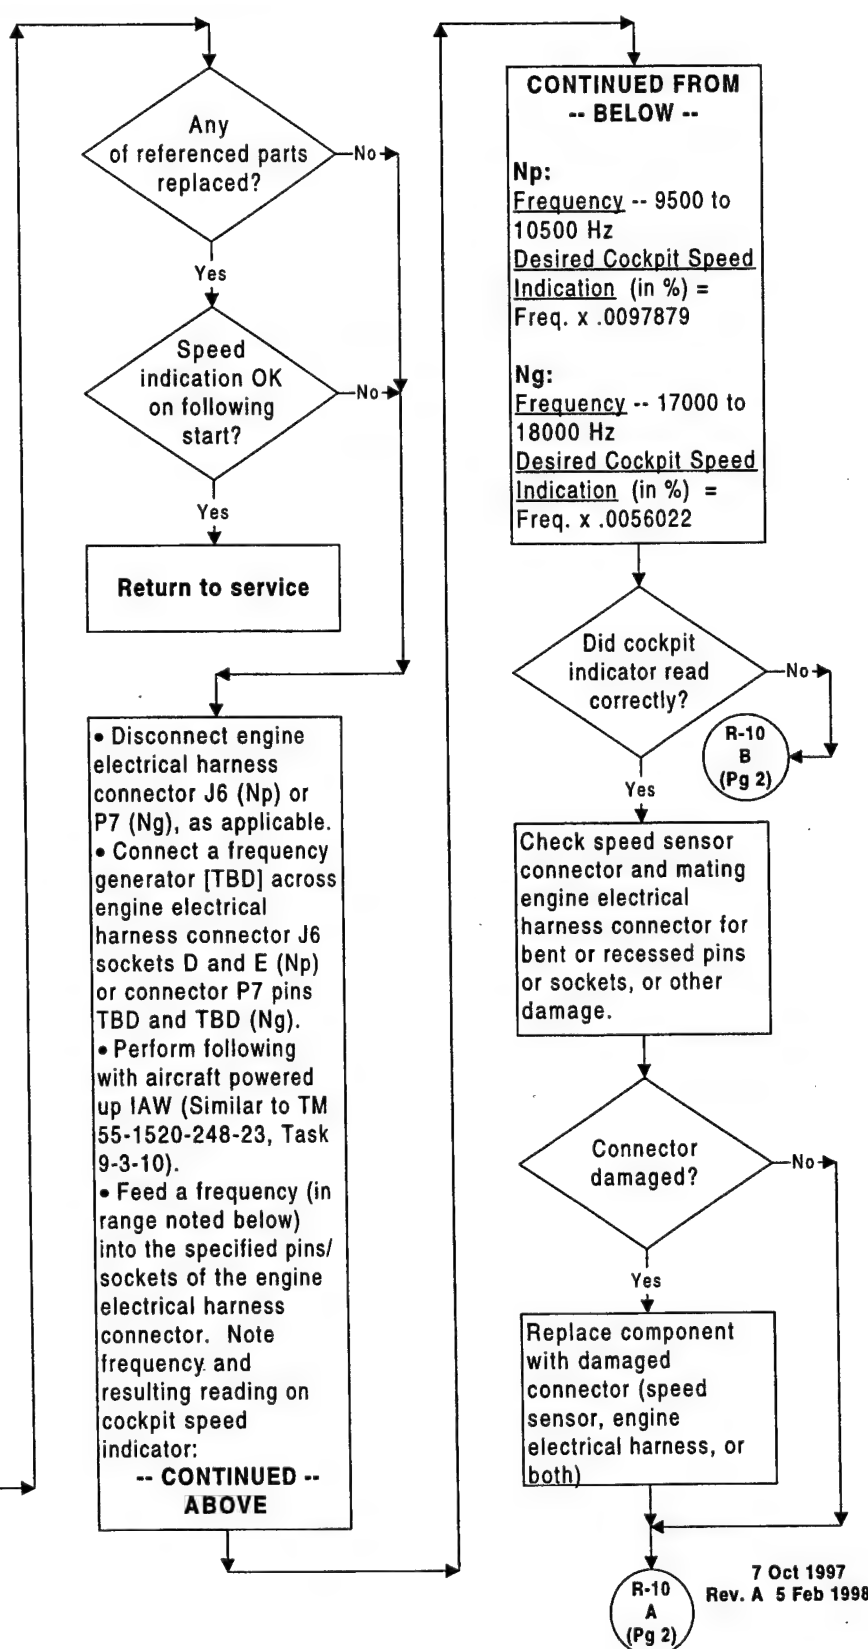 Any
of referenced parts
replaced?
No
Yes
Speed
indication OK
on following
start?
No
Yes
Return to service
• Disconnect engine
electrical harness
connector J6 (Np) or
P7 (Ng), as applicable.
• Connect a frequency
generator [TBD] across
engine electrical
harness connector J6
sockets D and E (Np)
or connector P7 pins
TBD and TBD (Ng).
• Perform following
with aircraft powered
up IAW (Similar to TM
55-1520-248-23, Task
9-3-10).
• Feed a frequency (in
range noted below)
into the specified pins/
sockets of the engine
electrical harness
connector. Note
frequency and
resulting reading on
cockpit speed
indicator:
-- CONTINUED --
ABOVE
CONTINUED FROM
-- BELOW --
Np:
Frequency -- 9500 to
10500 Hz
Desired Cockpit Speed
Indication (in %) =
Freq. x .0097879
Ng:
Frequency -- 17000 to
18000 Hz
Desired Cockpit Speed
Indication (in %) =
Freq. x .0056022
Did cockpit
indicator read
correctly?
No
R-10
B
(Pg 2)
Yes
Check speed sensor
connector and mating
engine electrical
harness connector for
bent or recessed pins
or sockets, or other
damage.
Connector
damaged?
No
Yes
Replace component
with damaged
connector (speed
sensor, engine
electrical harness, or
both)
R-10
A
(Pg 2)
7 Oct 1997
Rev. A 5 Feb 1998